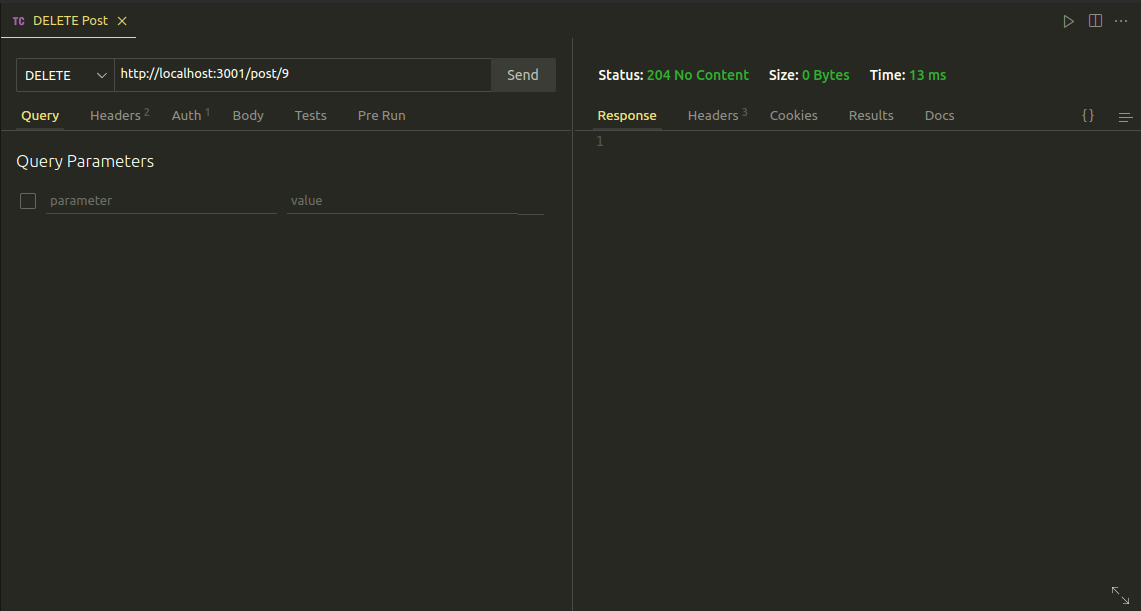 TC DELETE Post
DELETE http://localhost:3001/post/9 Send
Query Headers 2 Auth 1 Body Tests Pre Run
Query Parameters
parameter value
Status: 204 No Content Size: 0 Bytes Time: 13 ms
Response Headers 3 Cookies Results Docs {}
1